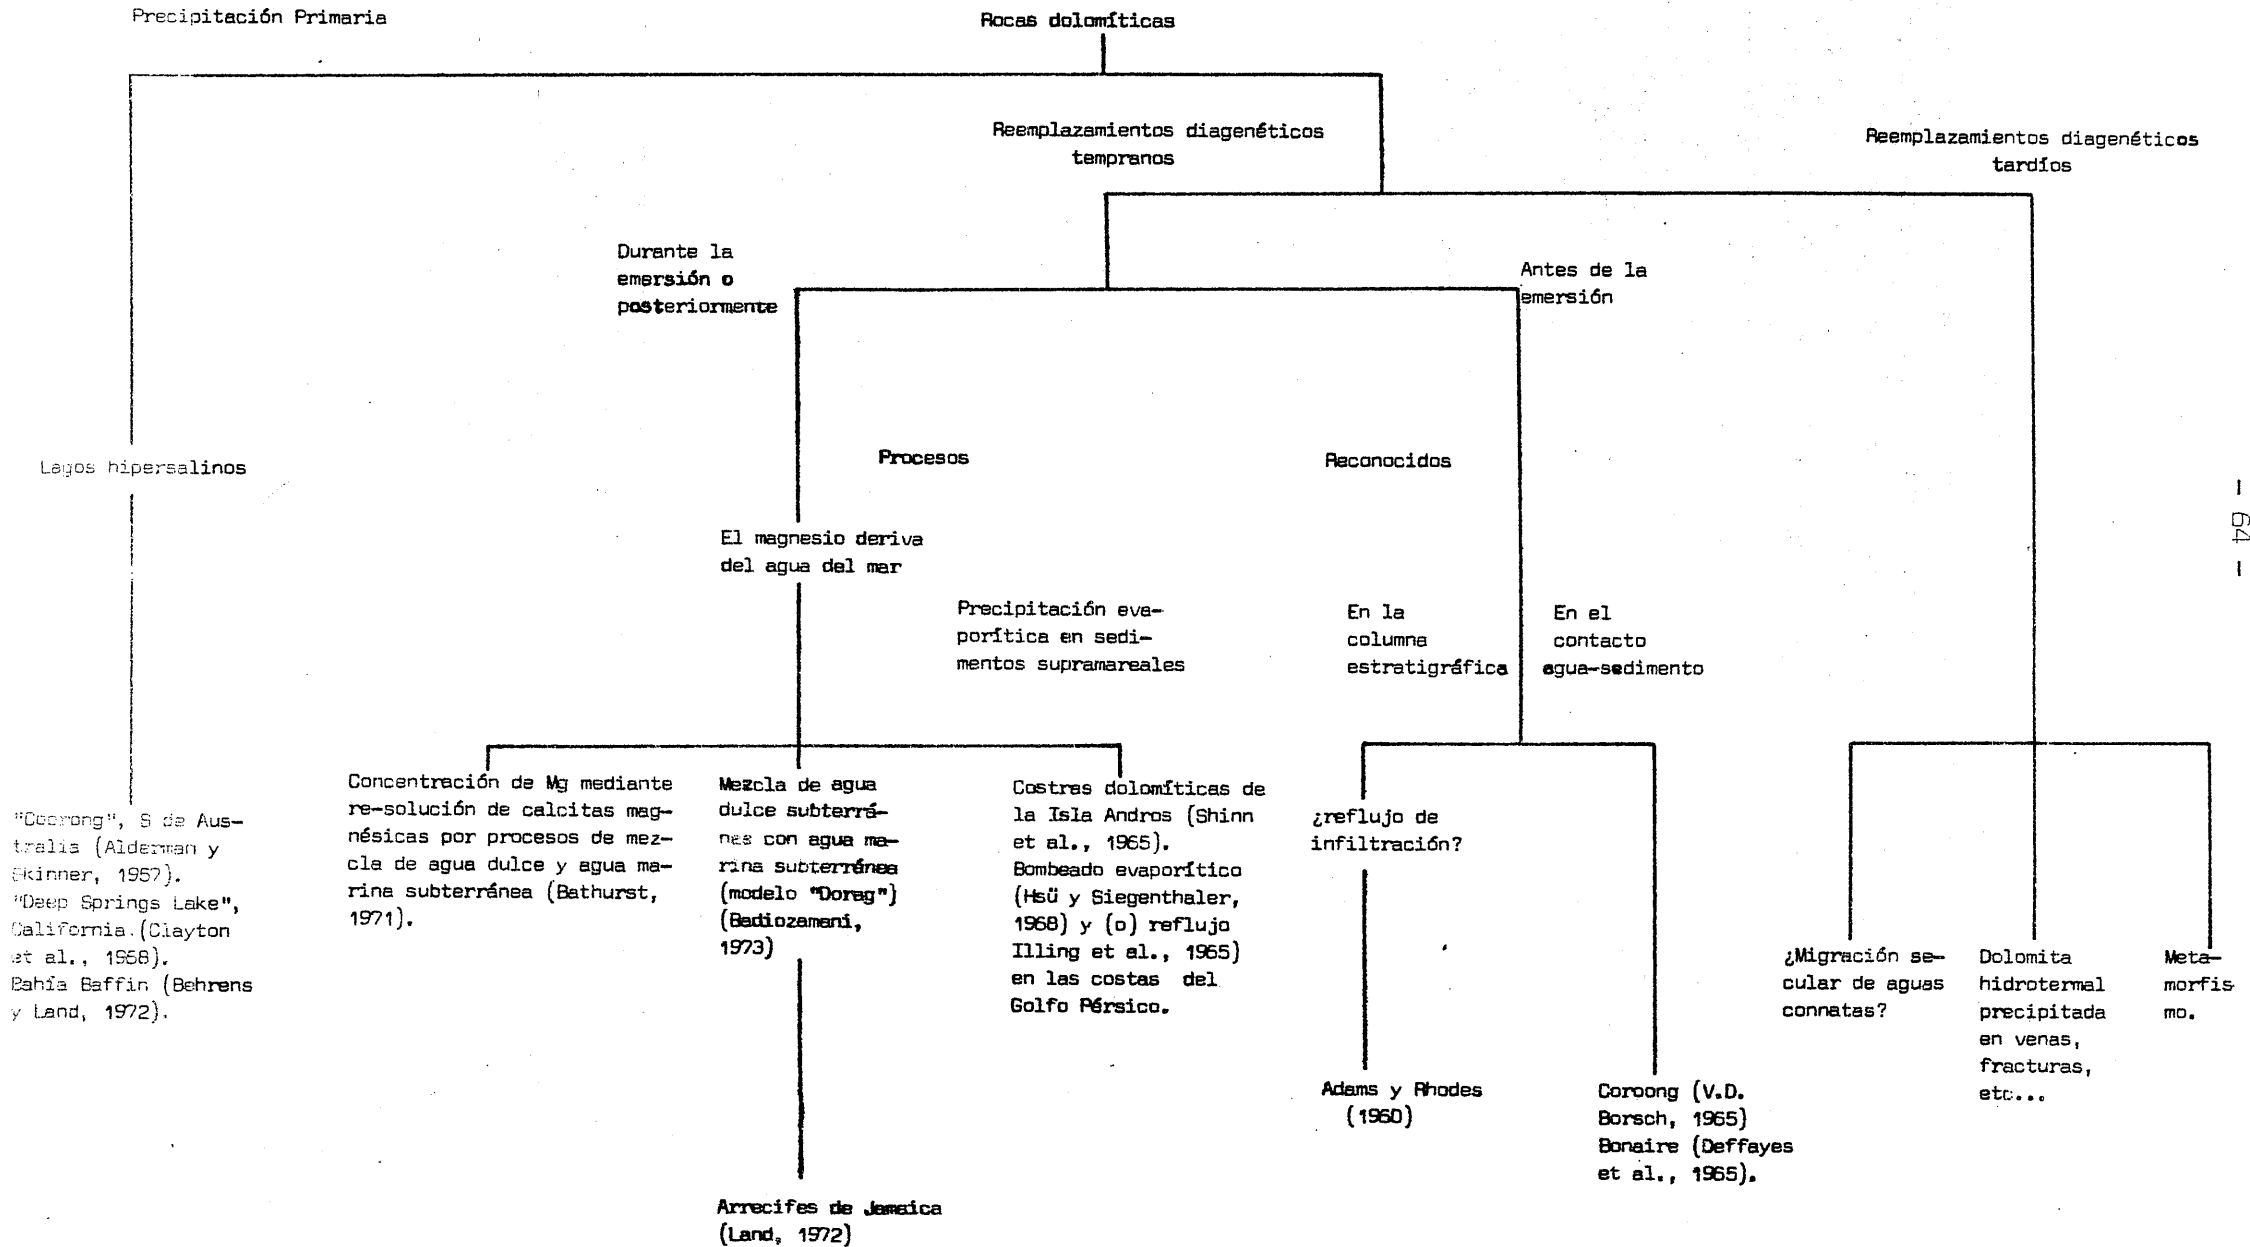 Precipitación Primaria
Rocas dolomíticas
Reemplazamientos diagenéticos
tempranos
Reemplazamientos diagenéticos
tardíos
Durante la
emersión o
posteriormente
Antes de la
emersión
Lagos hipersalinos
Procesos
Reconocidos
El magnesio deriva
del agua del mar
Precipitación eva-
porítica en sedi-
mentos supramareales
En la
columna
estratigráfica
En el
contacto
agua-sedimento
"Coorong", S de Aus-
tralia (Alderman y
Skinner, 1957).
"Deep Springs Lake",
California.(Clayton
et al., 1968).
Bahía Baffin (Behrens
y Land, 1972).
Concentración de Mg mediante
re-solución de calcitas mag-
nésicas por procesos de mez-
cla de agua dulce y agua ma-
rina subterránea (Bathurst,
1971).
Mezcla de agua
dulce subterrá-
nea con agua ma-
rina subterránea
(modelo "Dorag")
(Badiozamani,
1973)
Arrecifes de Jamaica
(Land, 1972)
Costras dolomíticas de
la Isla Andros (Shinn
et al., 1965).
Bombeado evaporítico
(Hsü y Siegenthaler,
1968) y (o) reflujo
Illing et al., 1965)
en las costas del
Golfo Pérsico.
¿reflujo de
infiltración?
Adams y Rhodes
(1960)
Coroong (V.D.
Borsch, 1965)
Bonaire (Deffayes
et al., 1965).
¿Migración se-
cular de aguas
connatas?
Dolomita
hidrotermal
precipitada
en venas,
fracturas,
etc...
Meta-
morfis
mo.
- 64 -